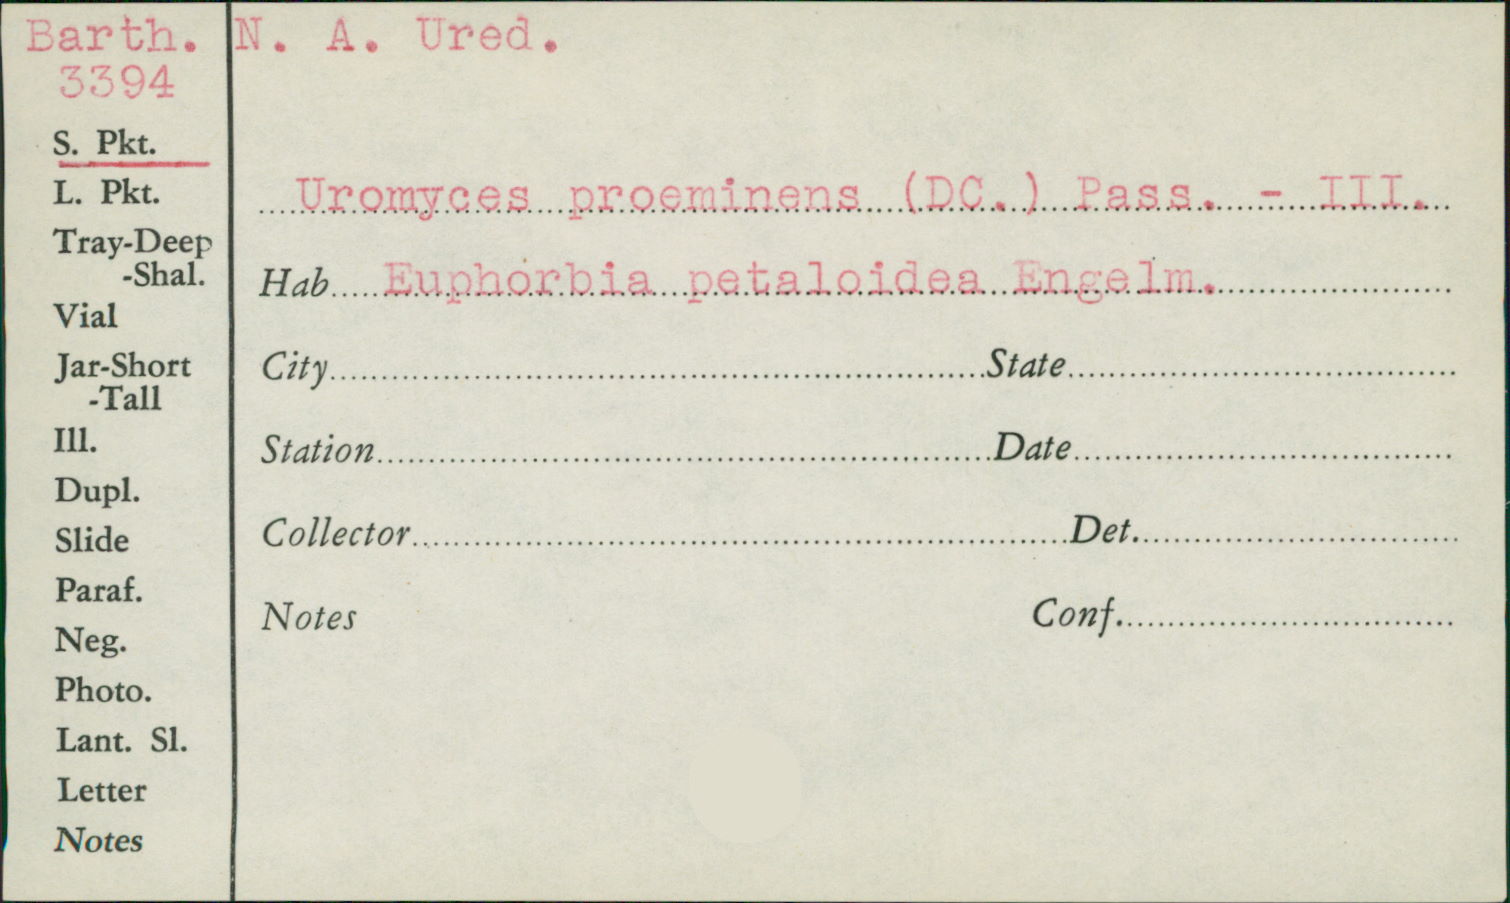 Barth. N. A. Ured.
3394
S. Pkt.
L. Pkt.
Tray-Deep
-Shal.
Vial
Jar-Short
-Tall
Ill.
Dupl.
Slide
Paraf.
Neg.
Photo.
Lant. Sl.
Letter
Notes
Uromyces proeminens (DC.) Pass. - III.
Hab Euphorbia petaloidea Engelm.
City State
Station Date
Collector Det.
Notes Conf.